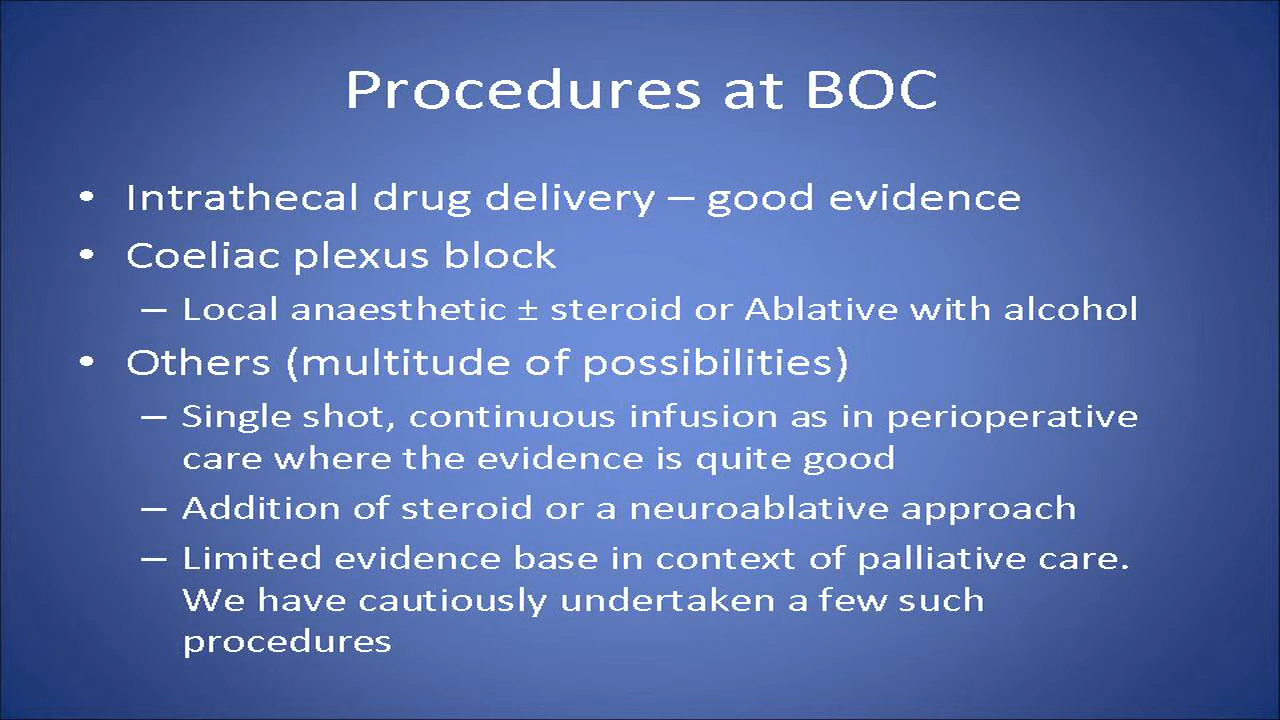 Procedures at BOC
• Intrathecal drug delivery – good evidence
• Coeliac plexus block
– Local anaesthetic ± steroid or Ablative with alcohol
• Others (multitude of possibilities)
– Single shot, continuous infusion as in perioperative
care where the evidence is quite good
– Addition of steroid or a neuroablative approach
– Limited evidence base in context of palliative care.
We have cautiously undertaken a few such
procedures